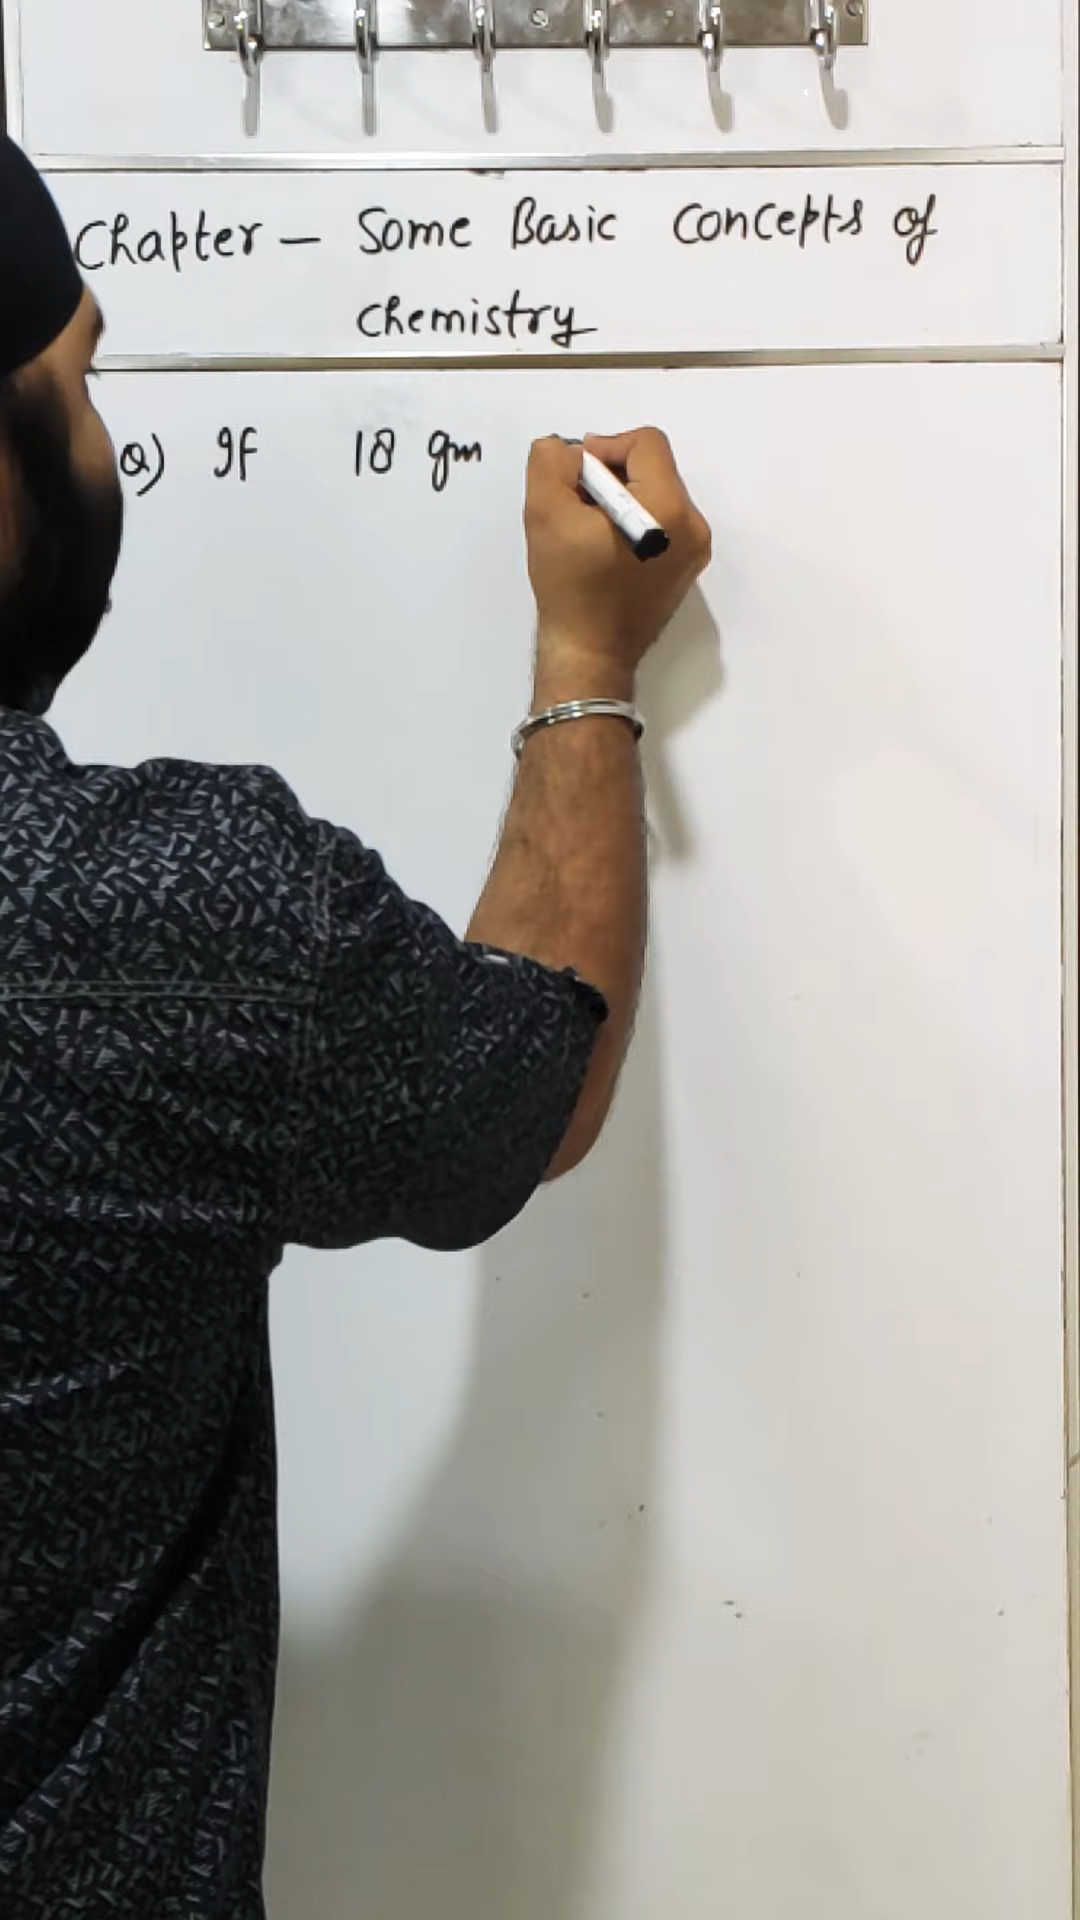 Chapter – Some Basic Concepts of
Chemistry
Q) If 18 gm